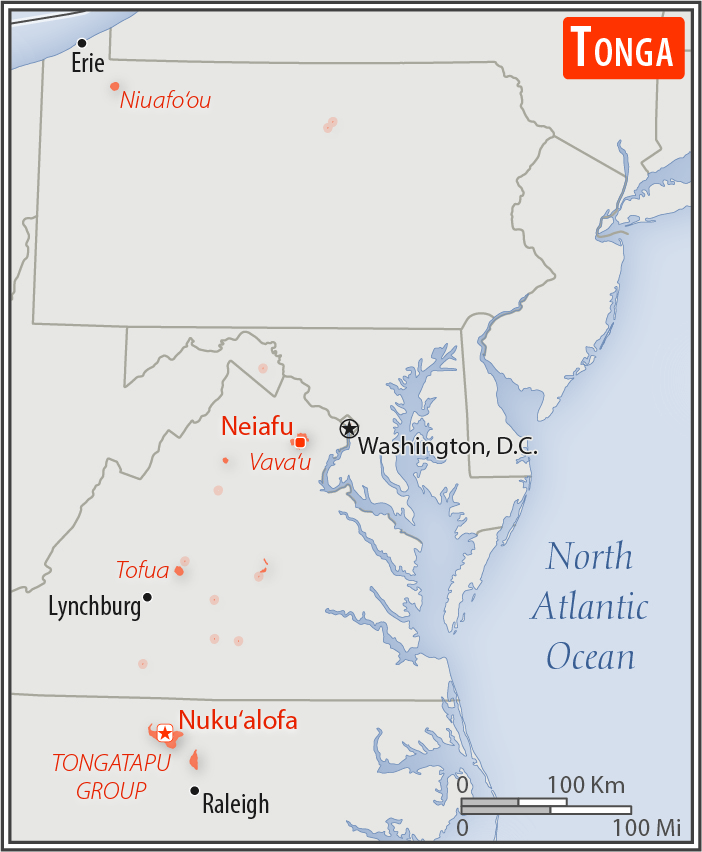 TONGA
Erie
Niuafo‘ou
Neiafu
Washington, D.C.
Vava‘u
North
Atlantic
Ocean
Tofua
Lynchburg
Nuku‘alofa
TONGATAPU
GROUP
Raleigh
0 100 Km
0 100 Mi